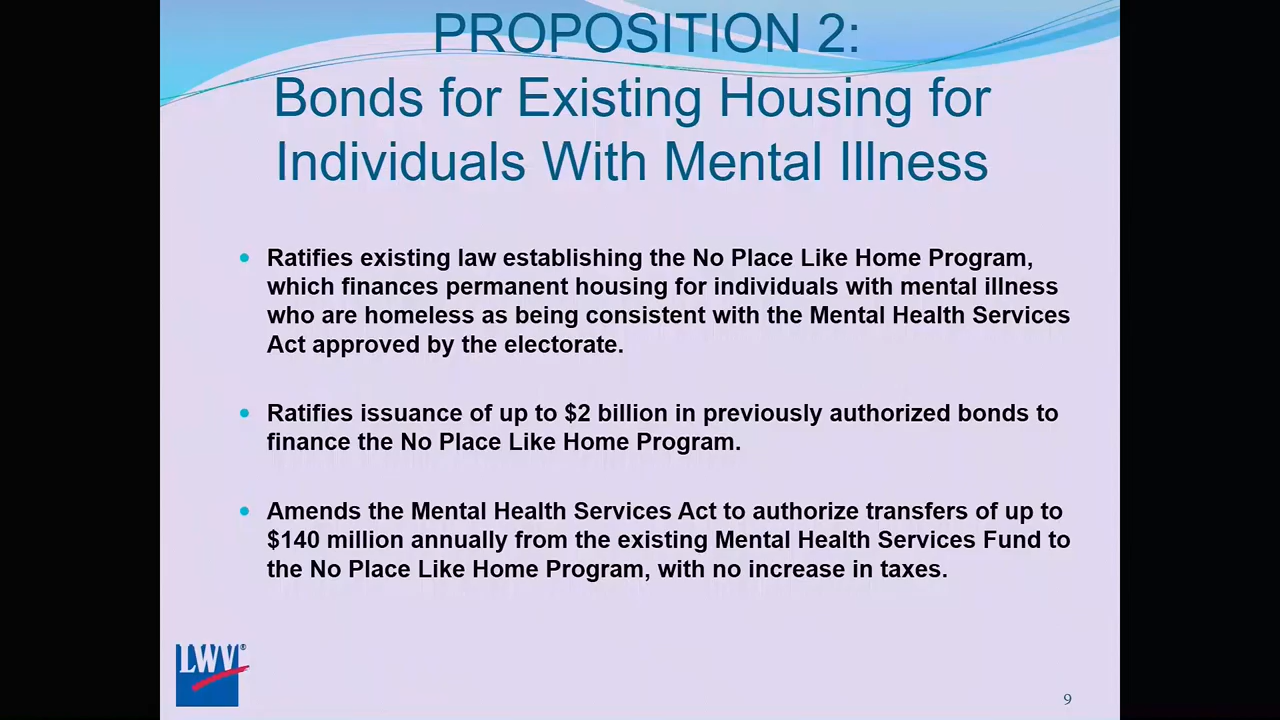 PROPOSITION 2:
Bonds for Existing Housing for
Individuals With Mental Illness
• Ratifies existing law establishing the No Place Like Home Program,
which finances permanent housing for individuals with mental illness
who are homeless as being consistent with the Mental Health Services
Act approved by the electorate.
• Ratifies issuance of up to $2 billion in previously authorized bonds to
finance the No Place Like Home Program.
• Amends the Mental Health Services Act to authorize transfers of up to
$140 million annually from the existing Mental Health Services Fund to
the No Place Like Home Program, with no increase in taxes.
LWV®
9